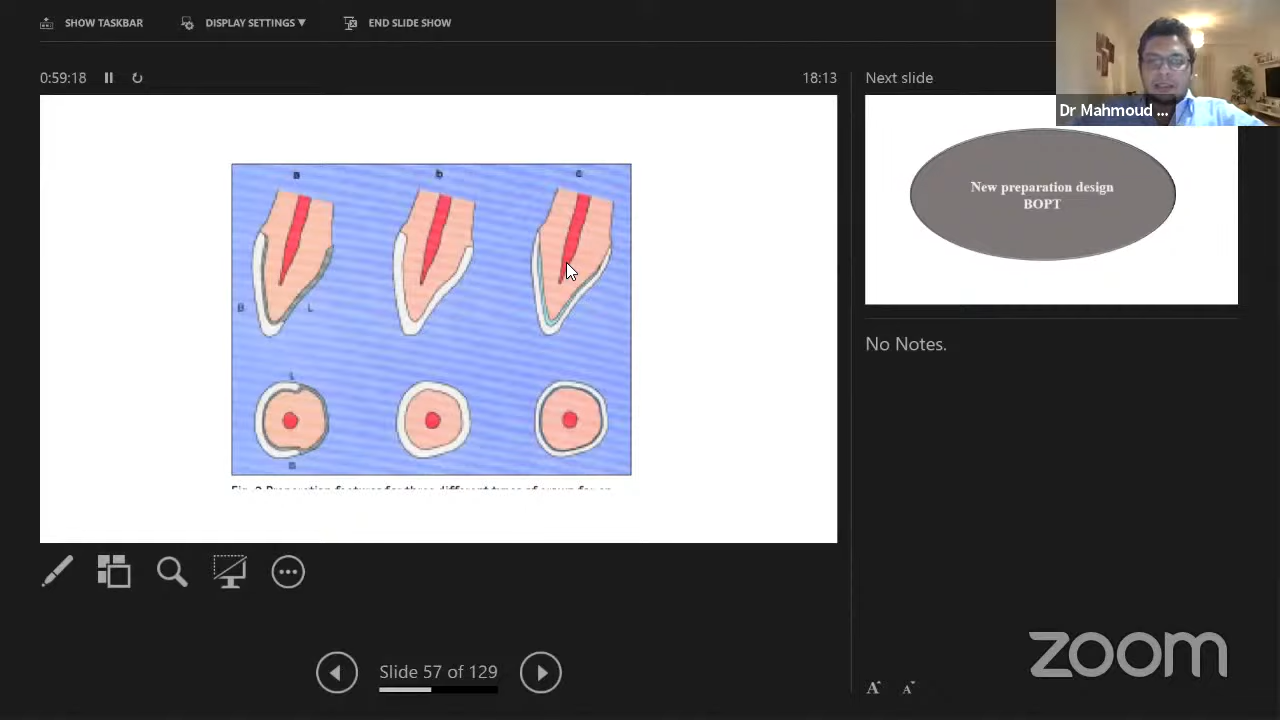 SHOW TASKBAR
DISPLAY SETTINGS ▼
END SLIDE SHOW
0:59:18
18:13
Next slide
Dr Mahmoud ...
a
b
c
B
L
L
B
New preparation design
BOPT
No Notes.
Slide 57 of 129
A
A
zoom